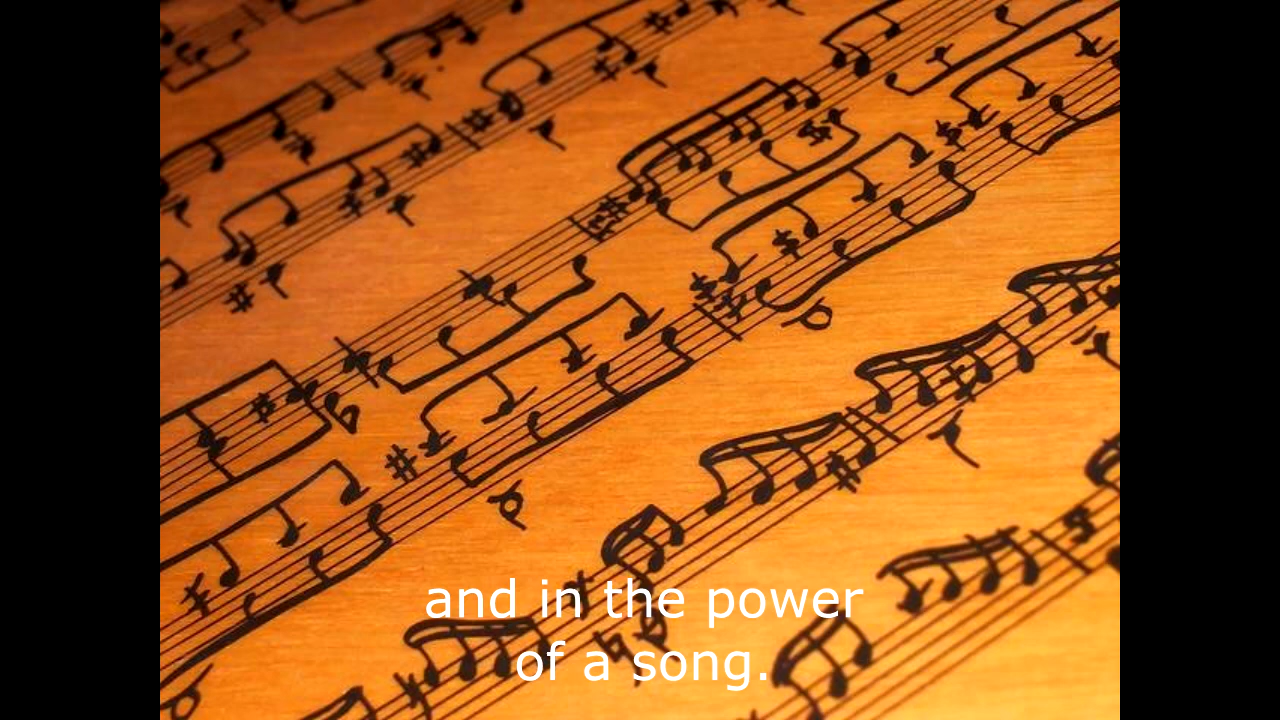 and in the power
of a song.